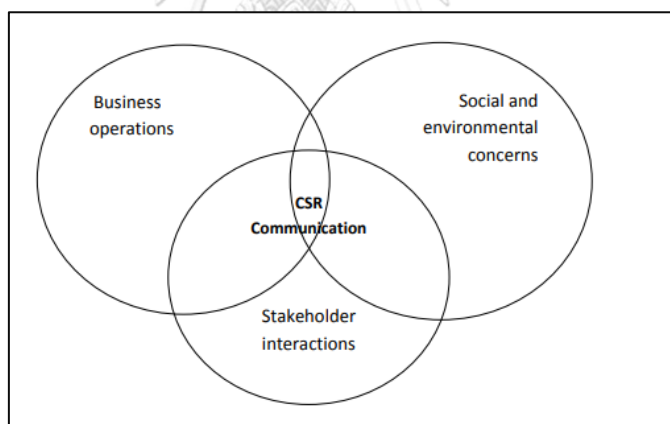 Business
operations
Social and
environmental
concerns
CSR
Communication
Stakeholder
interactions